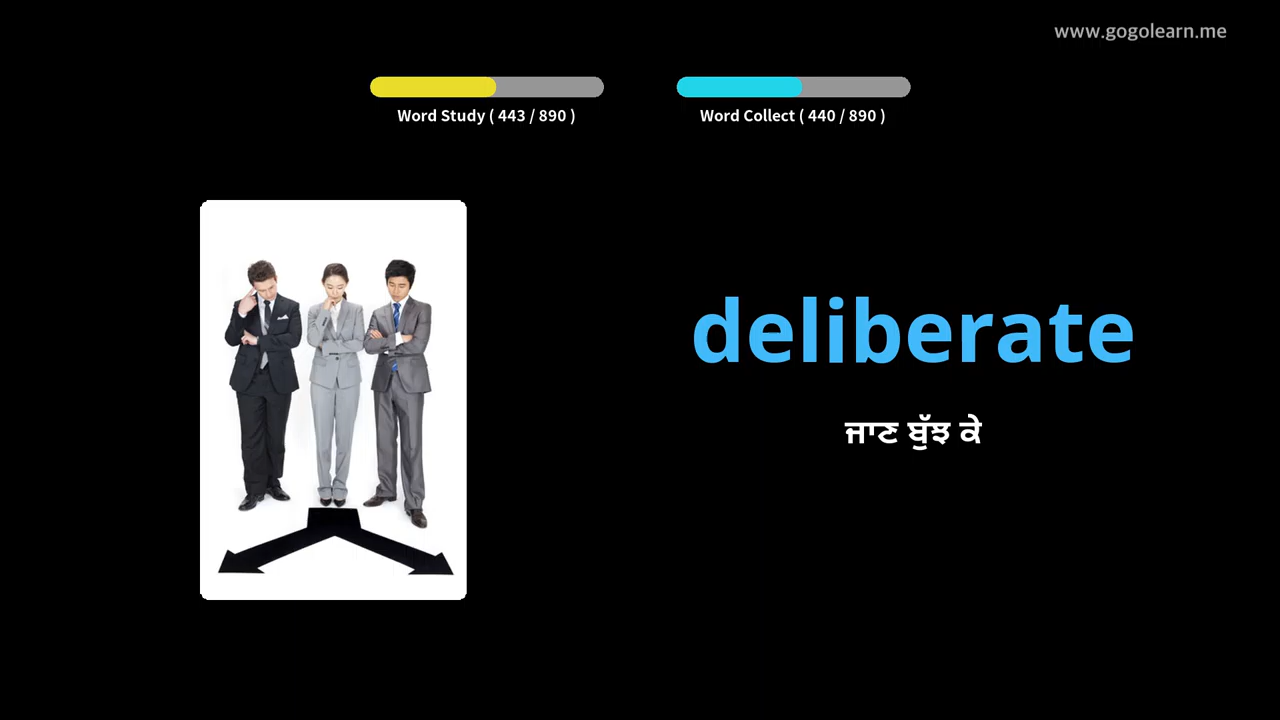 www.gogolearn.me
Word Study ( 443 / 890 )
Word Collect ( 440 / 890 )
deliberate
ਜਾਣ ਬੁੱਝ ਕੇ